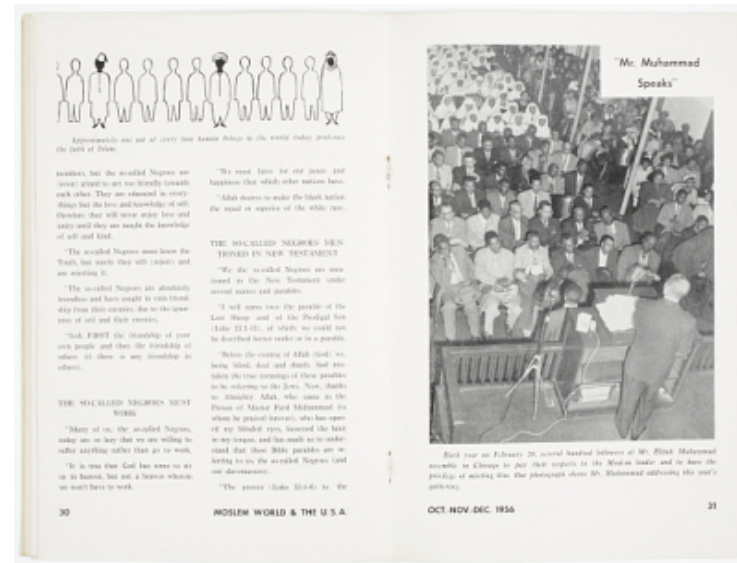 Approximately one out of every four human beings in the world today professes
the faith of Islam.
members, but the so-called Negroes are
(even) afraid to act too friendly towards
each other. They are educated in every-
things but the love and knowledge of self;
therefore they will never enjoy love and
unity until they are taught the knowledge
of self and kind.
"The so-called Negroes must know the
Truth, but surely they will (reject) and
are rejecting it.
"The so-called Negroes are absolutely
friendless and have sought in vain friend-
ship from their enemies, due to the ignor-
ance of self and their enemies.
"Seek FIRST the friendship of your
own people and then the friendship of
others (if there is any friendship in
others).
THE SO-CALLED NEGROES MUST
WORK
"Many of us, the so-called Negroes,
today are so lazy that we are willing to
suffer anything rather than go to work.
"It is true that God has come to sit
us in heaven, but not a heaven wherein
we won't have to work.
"We must have for our peace and
happiness that which other nations have.
"Allah desires to make the black nation
the equal or superior of the white race.
THE SO-CALLED NEGROES MEN-
TIONED IN NEW TESTAMENT
"We the so-called Negroes are men-
tioned in the New Testament under
several names and parables.
"I will name two: the parable of the
Lost Sheep and of the Prodigal Son
(Luke 15:1-11), of which we could not
be described better under or in a parable.
"Before the coming of Allah (God) we,
being blind, deaf and dumb, had mis-
taken the true meanings of these parables
to be referring to the Jews. Now, thanks
to Almighty Allah, who came in the
Person of Master Fard Muhammad (to
whom be praised forever), who has open-
ed my blinded eyes, loosened the knot
in my tongue, and has made us to under-
stand that these Bible parables are re-
ferring to us, the so-called Negroes (and
our slavemasters).
"The answer (Luke 15:4-6) to the
30
MOSLEM WORLD & THE U.S.A.
"Mr. Muhammad
Speaks"
Each year on February 26, several hundred followers of Mr. Elijah Muhammad
assemble in Chicago to pay their respects to the Moslem leader and to have the
privilege of meeting him. Our photograph shows Mr. Muhammad addressing this year's
gathering.
OCT.-NOV.-DEC. 1956
31